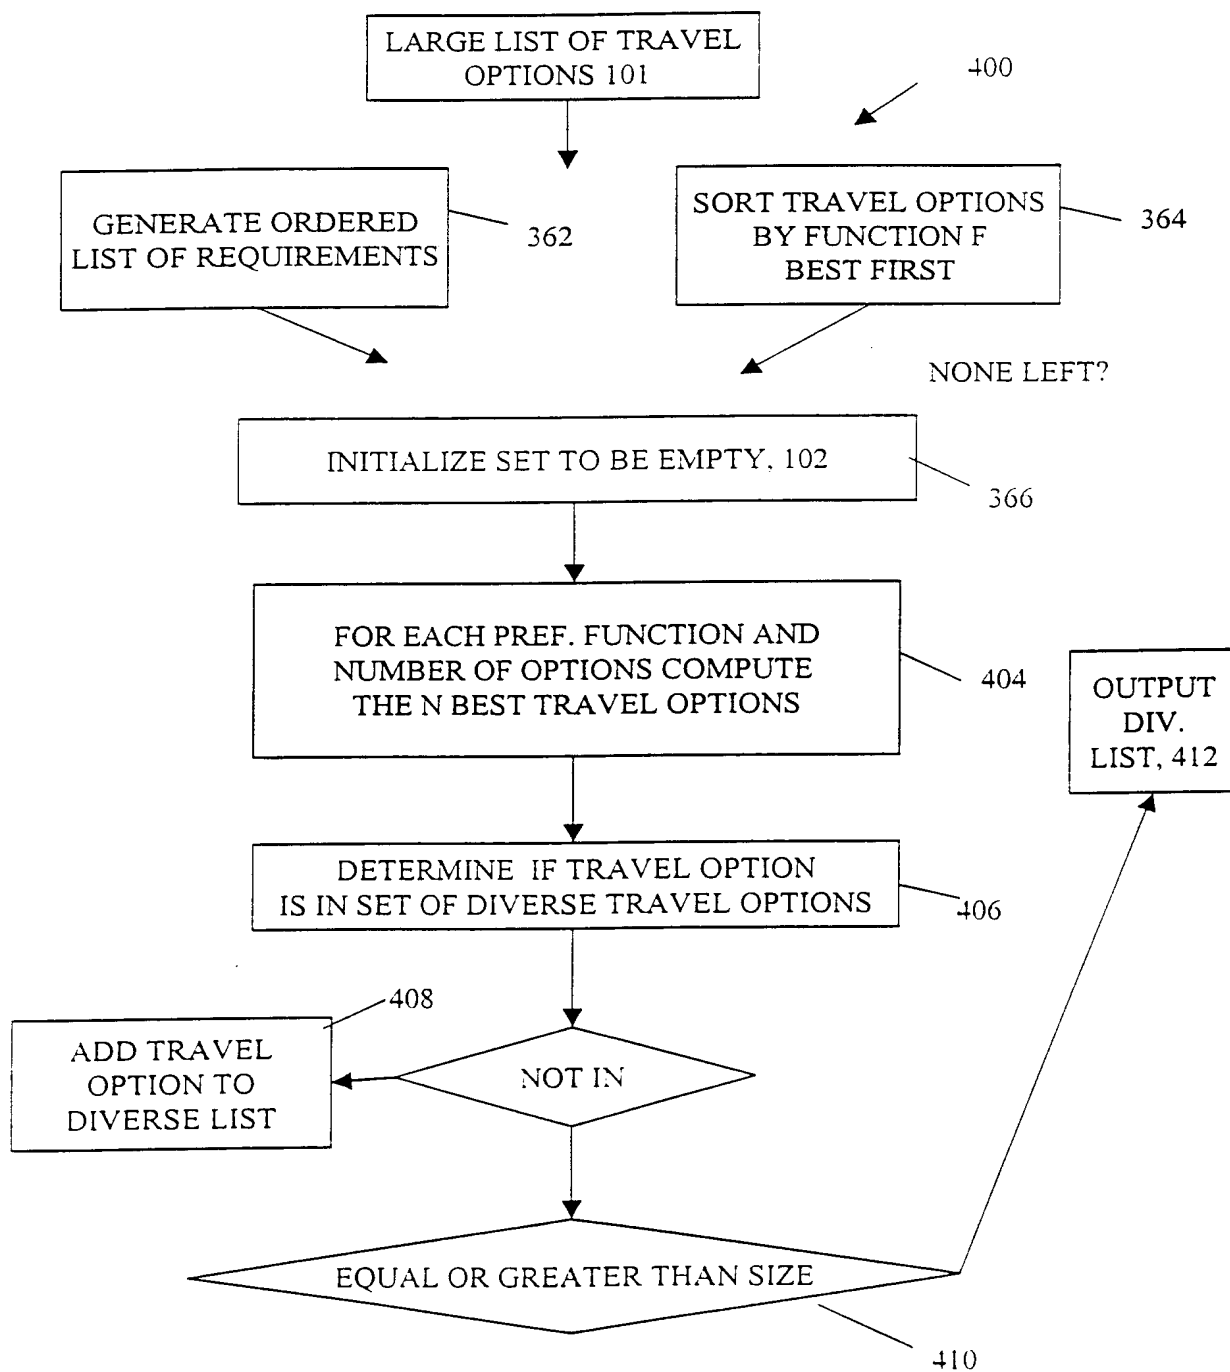 LARGE LIST OF TRAVEL
OPTIONS 101
400
GENERATE ORDERED
LIST OF REQUIREMENTS
362
SORT TRAVEL OPTIONS
BY FUNCTION F
BEST FIRST
364
NONE LEFT?
INITIALIZE SET TO BE EMPTY, 102
366
FOR EACH PREF. FUNCTION AND
NUMBER OF OPTIONS COMPUTE
THE N BEST TRAVEL OPTIONS
404
OUTPUT
DIV.
LIST, 412
DETERMINE IF TRAVEL OPTION
IS IN SET OF DIVERSE TRAVEL OPTIONS
406
408
ADD TRAVEL
OPTION TO
DIVERSE LIST
NOT IN
EQUAL OR GREATER THAN SIZE
410